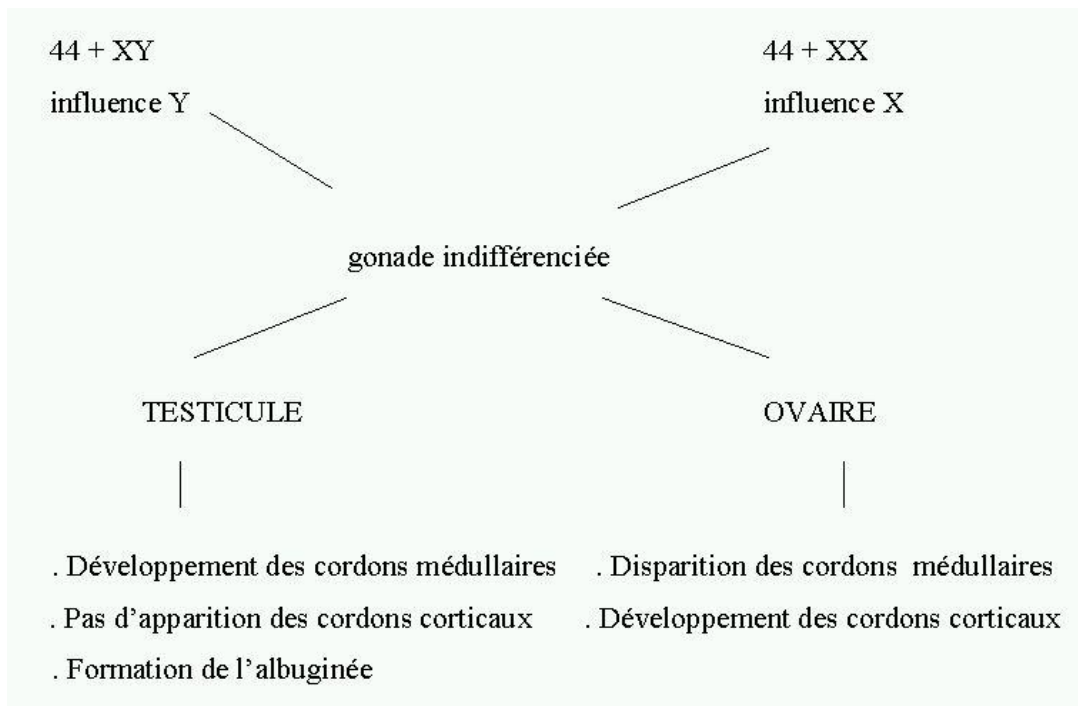 44 + XY
44 + XX
influence Y
influence X
gonade indifférenciée
TESTICULE
OVAIRE
. Développement des cordons médullaires
. Disparition des cordons médullaires
. Pas d’apparition des cordons corticaux
. Développement des cordons corticaux
. Formation de l’albuginée